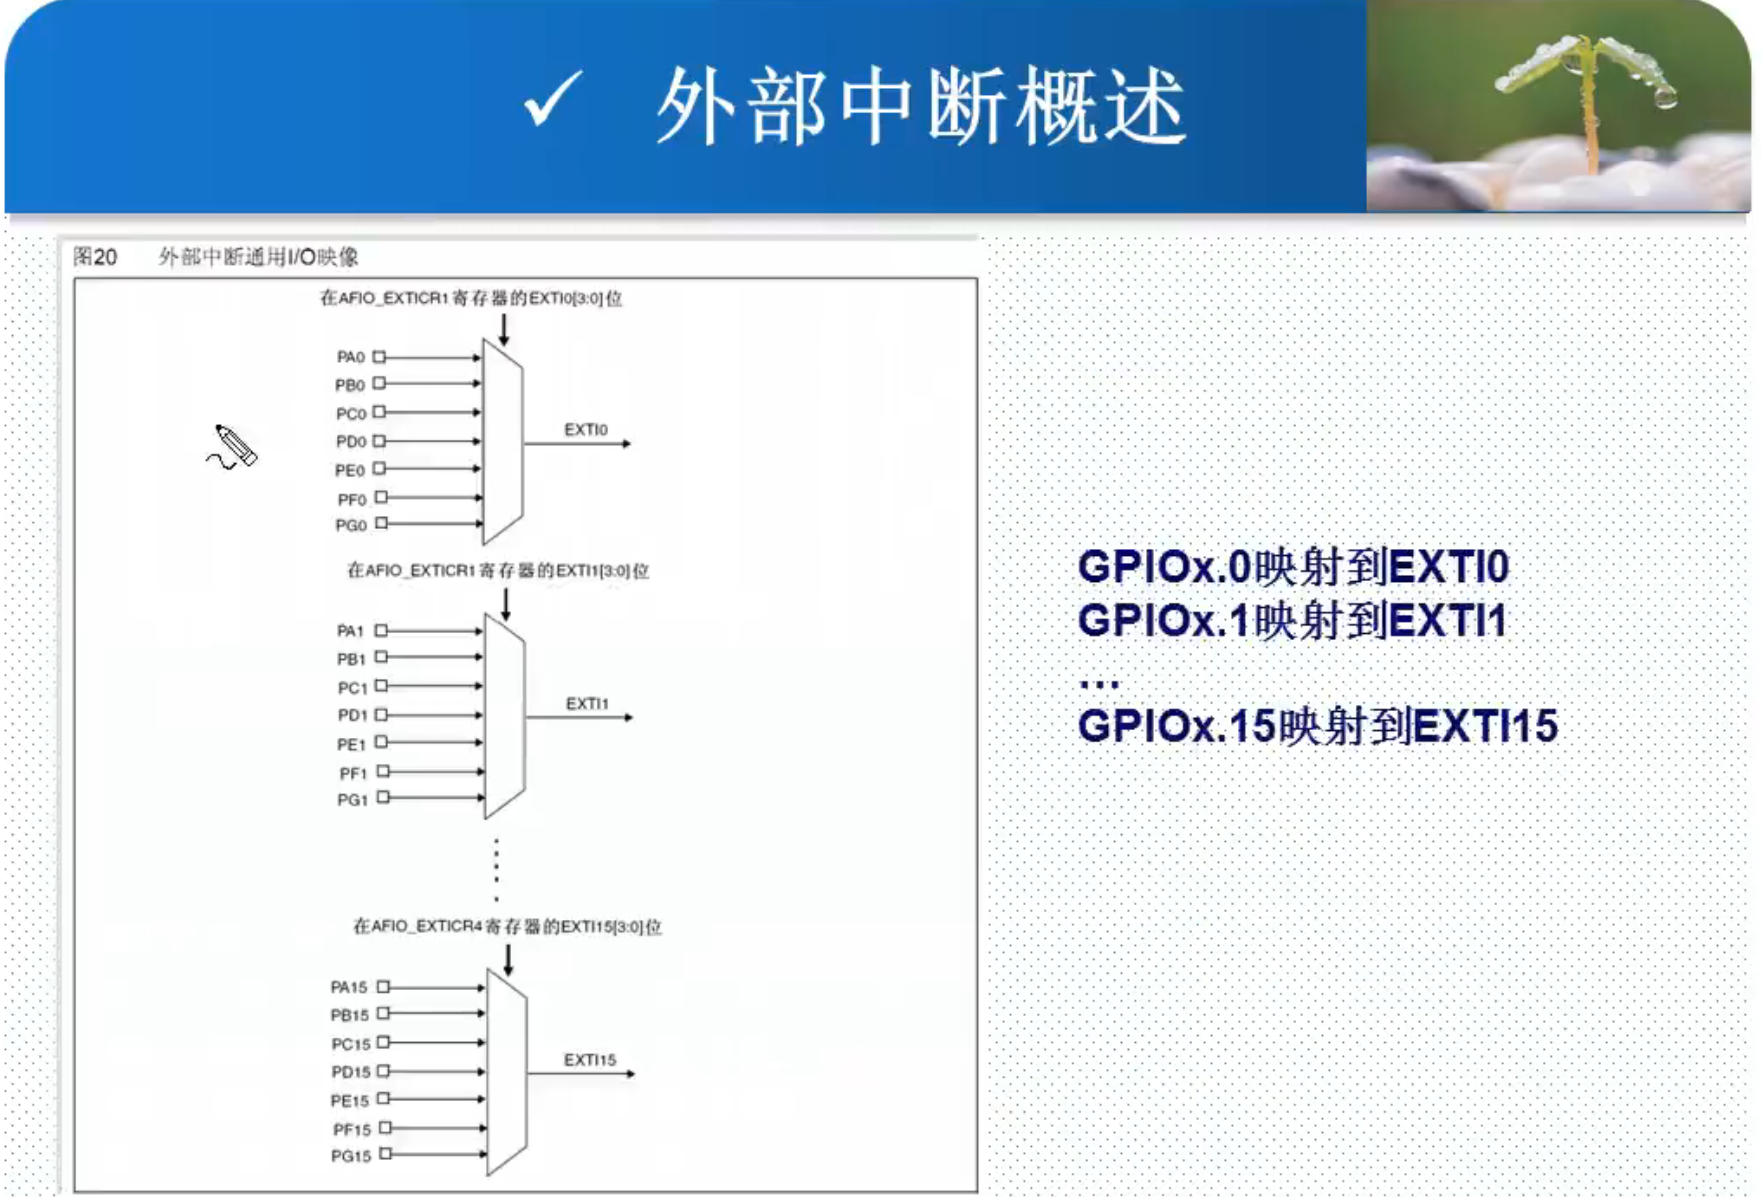 ✓ 外部中断概述
图20 外部中断通用I/O映像
在AFIO_EXTICR1寄存器的EXTI0[3:0]位
PA0
PB0
PC0
PD0
PE0
PF0
PG0
EXTI0
在AFIO_EXTICR1寄存器的EXTI1[3:0]位
PA1
PB1
PC1
PD1
PE1
PF1
PG1
EXTI1
在AFIO_EXTICR4寄存器的EXTI15[3:0]位
PA15
PB15
PC15
PD15
PE15
PF15
PG15
EXTI15
GPIOx.0映射到EXTI0
GPIOx.1映射到EXTI1
...
GPIOx.15映射到EXTI15